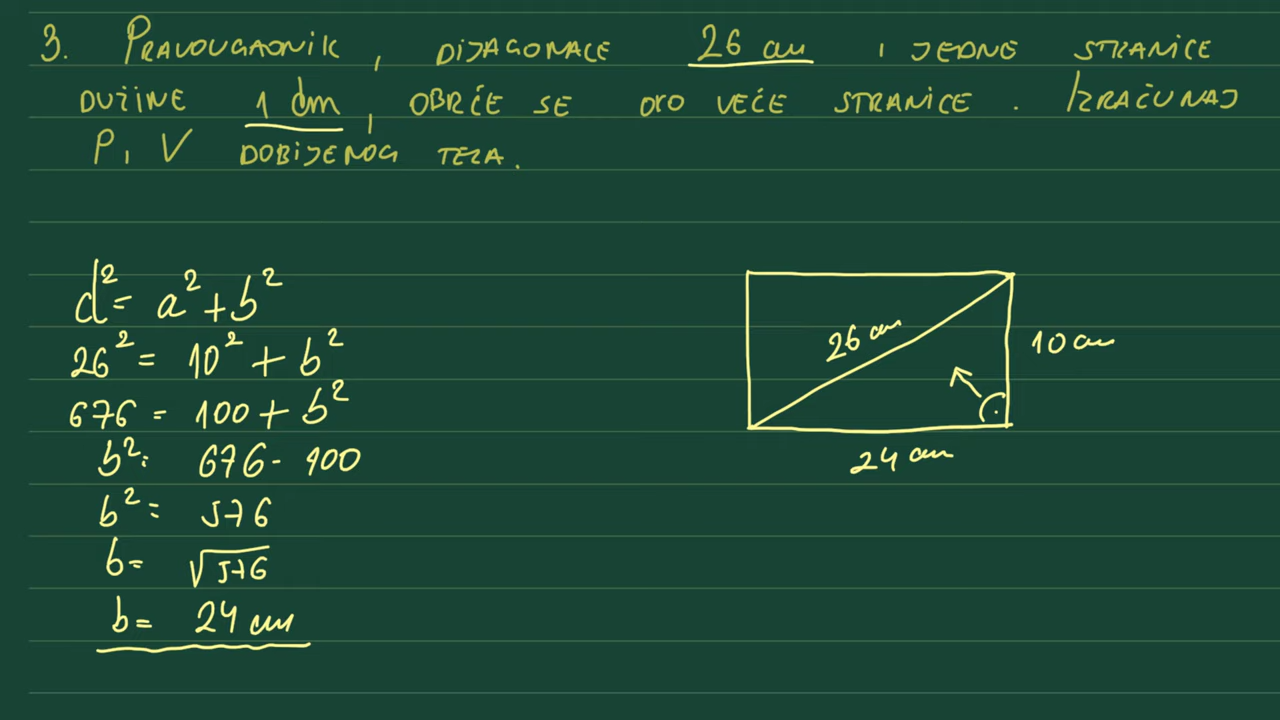 3. PRAVOUGAONIK, DIJAGONALE 26 cm I JEDNE STRANICE
DUŽINE 1 dm, OBRĆE SE OKO VEĆE STRANICE. IZRAČUNAJ
P I V DOBIJENOG TELA.
d² = a² + b²
26² = 10² + b²
676 = 100 + b²
b² = 676 - 100
b² = 576
b = √576
b = 24 cm
26 cm
10 cm
24 cm